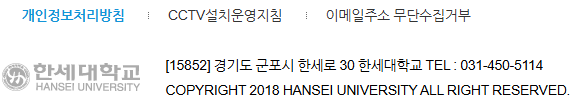 개인정보처리방침 CCTV설치운영지침 이메일주소 무단수집거부
한세대학교
HANSEI UNIVERSITY
[15852] 경기도 군포시 한세로 30 한세대학교 TEL : 031-450-5114
COPYRIGHT 2018 HANSEI UNIVERSITY ALL RIGHT RESERVED.